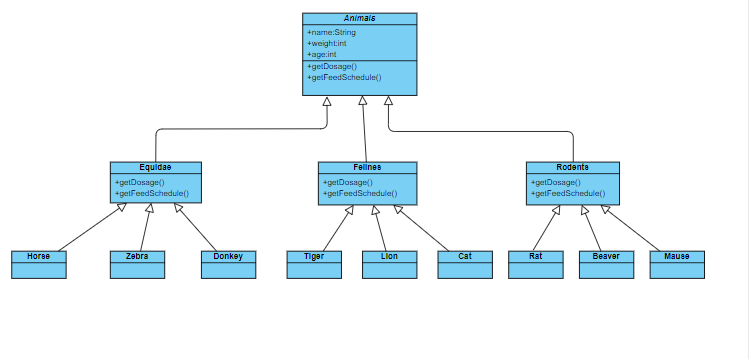 Animals
+name:String
+weight:int
+age:int
+getDosage()
+getFeedSchedule()
Equidae
+getDosage()
+getFeedSchedule()
Felines
+getDosage()
+getFeedSchedule()
Rodents
+getDosage()
+getFeedSchedule()
Horse
Zebra
Donkey
Tiger
Lion
Cat
Rat
Beaver
Mause